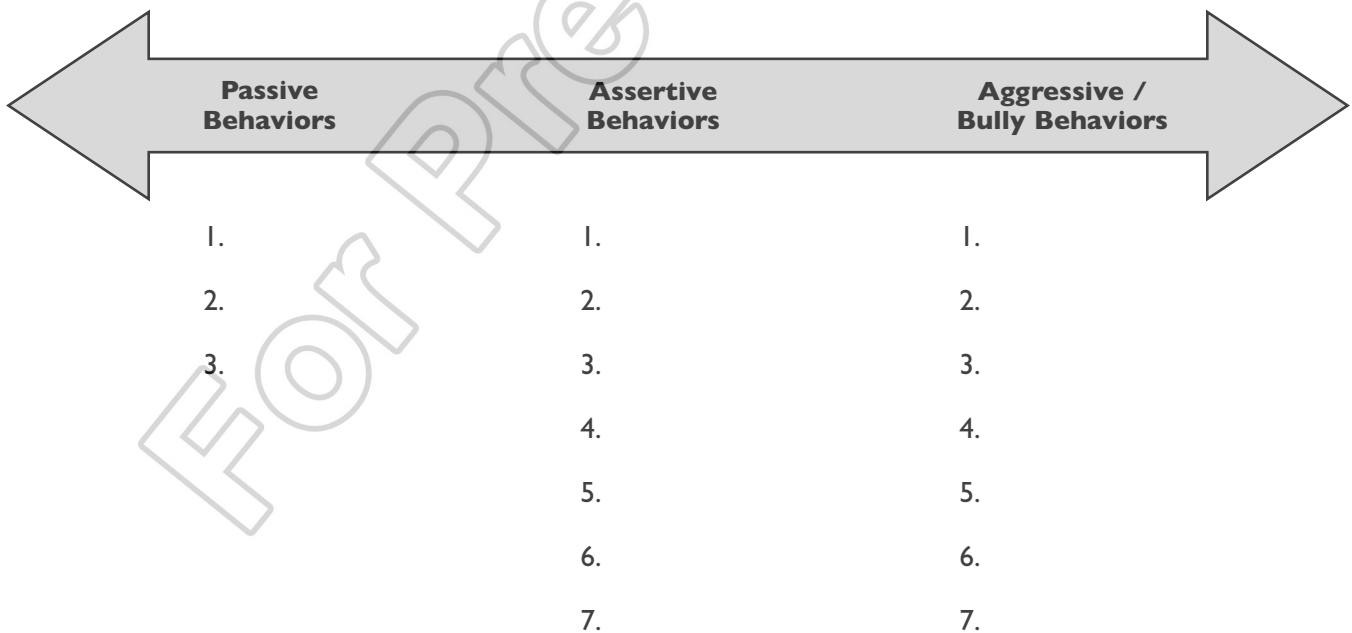 Passive
Behaviors
Assertive
Behaviors
Aggressive /
Bully Behaviors
1.
2.
3.
1.
2.
3.
4.
5.
6.
7.
1.
2.
3.
4.
5.
6.
7.
For Pre